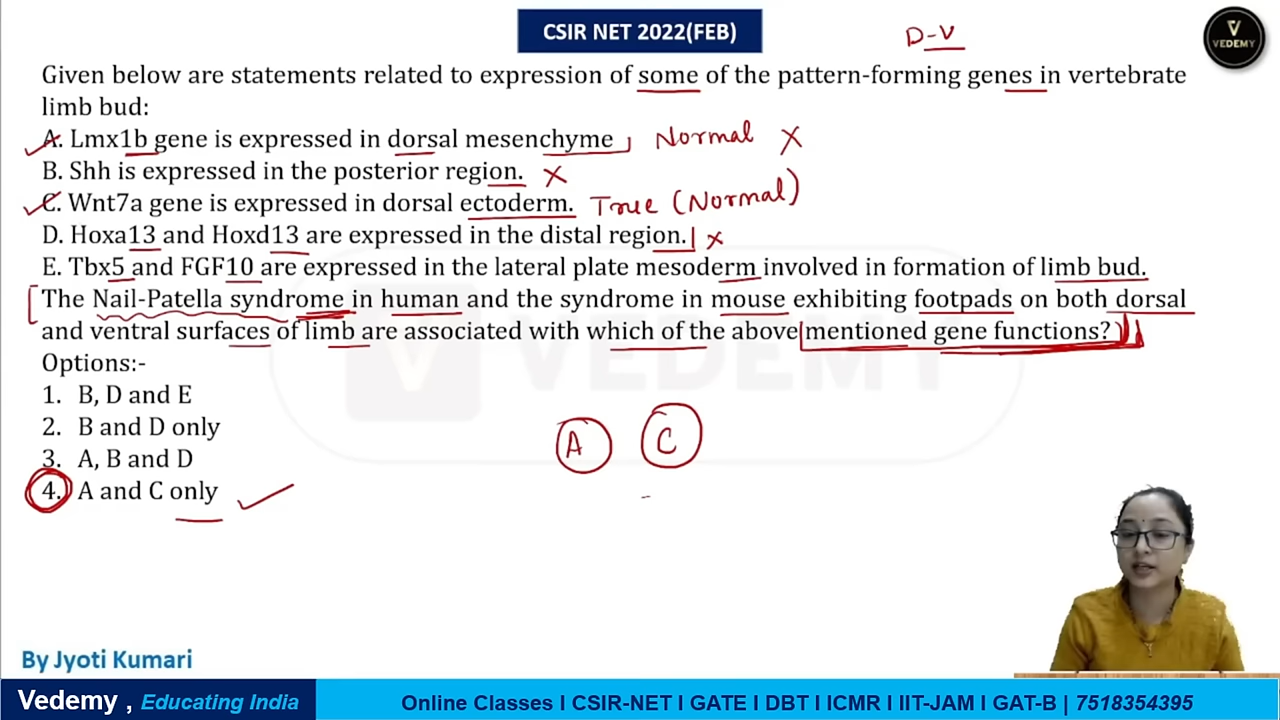 CSIR NET 2022(FEB)
D-V
VEDEMY
Given below are statements related to expression of some of the pattern-forming genes in vertebrate
limb bud:
A. Lmx1b gene is expressed in dorsal mesenchyme Normal X
B. Shh is expressed in the posterior region. X
C. Wnt7a gene is expressed in dorsal ectoderm. True (Normal)
D. Hoxa13 and Hoxd13 are expressed in the distal region. X
E. Tbx5 and FGF10 are expressed in the lateral plate mesoderm involved in formation of limb bud.
The Nail-Patella syndrome in human and the syndrome in mouse exhibiting footpads on both dorsal
and ventral surfaces of limb are associated with which of the above mentioned gene functions?
Options:-
1. B, D and E
2. B and D only
3. A, B and D
4. A and C only
A C
VEDEMY
By Jyoti Kumari
Vedemy , Educating India
Online Classes I CSIR-NET I GATE I DBT I ICMR I IIT-JAM I GAT-B | 7518354395